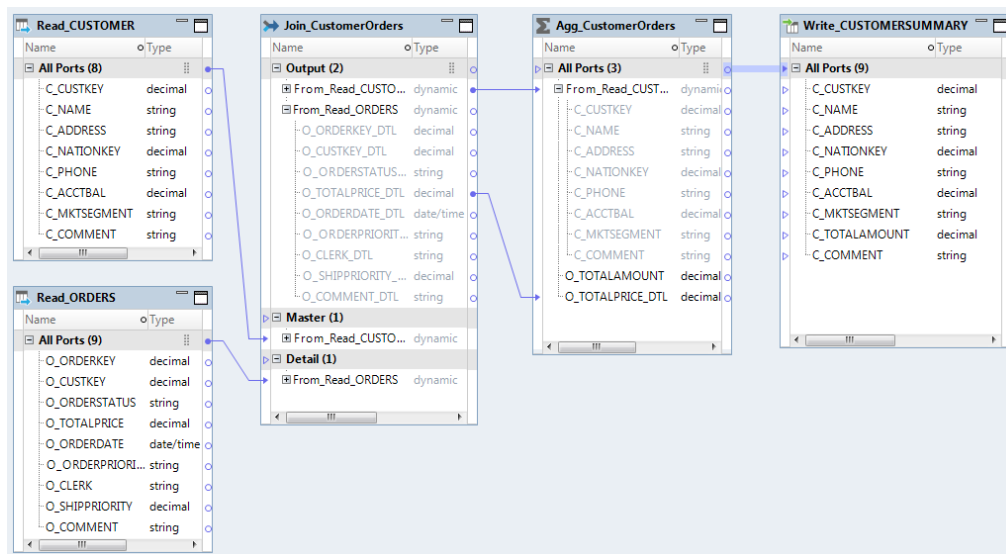 Read_CUSTOMER
Name Type
All Ports (8)
C_CUSTKEY decimal
C_NAME string
C_ADDRESS string
C_NATIONKEY decimal
C_PHONE string
C_ACCTBAL decimal
C_MKTSEGMENT string
C_COMMENT string
Read_ORDERS
Name Type
All Ports (9)
O_ORDERKEY decimal
O_CUSTKEY decimal
O_ORDERSTATUS string
O_TOTALPRICE decimal
O_ORDERDATE date/time
O_ORDERPRIORI... string
O_CLERK string
O_SHIPPRIORITY decimal
O_COMMENT string
Join_CustomerOrders
Name Type
Output (2)
From_Read_CUSTO... dynamic
From_Read_ORDERS dynamic
O_ORDERKEY_DTL decimal
O_CUSTKEY_DTL decimal
O_ORDERSTATUS... string
O_TOTALPRICE_DTL decimal
O_ORDERDATE_DTL date/time
O_ORDERPRIORIT... string
O_CLERK_DTL string
O_SHIPPRIORITY_... decimal
O_COMMENT_DTL string
Master (1)
From_Read_CUSTO... dynamic
Detail (1)
From_Read_ORDERS dynamic
Agg_CustomerOrders
Name Type
All Ports (3)
From_Read_CUST... dynamic
C_CUSTKEY decimal
C_NAME string
C_ADDRESS string
C_NATIONKEY decimal
C_PHONE string
C_ACCTBAL decimal
C_MKTSEGMENT string
C_COMMENT string
O_TOTALAMOUNT decimal
O_TOTALPRICE_DTL decimal
Write_CUSTOMERSUMMARY
Name Type
All Ports (9)
C_CUSTKEY decimal
C_NAME string
C_ADDRESS string
C_NATIONKEY decimal
C_PHONE string
C_ACCTBAL decimal
C_MKTSEGMENT string
C_TOTALAMOUNT decimal
C_COMMENT string